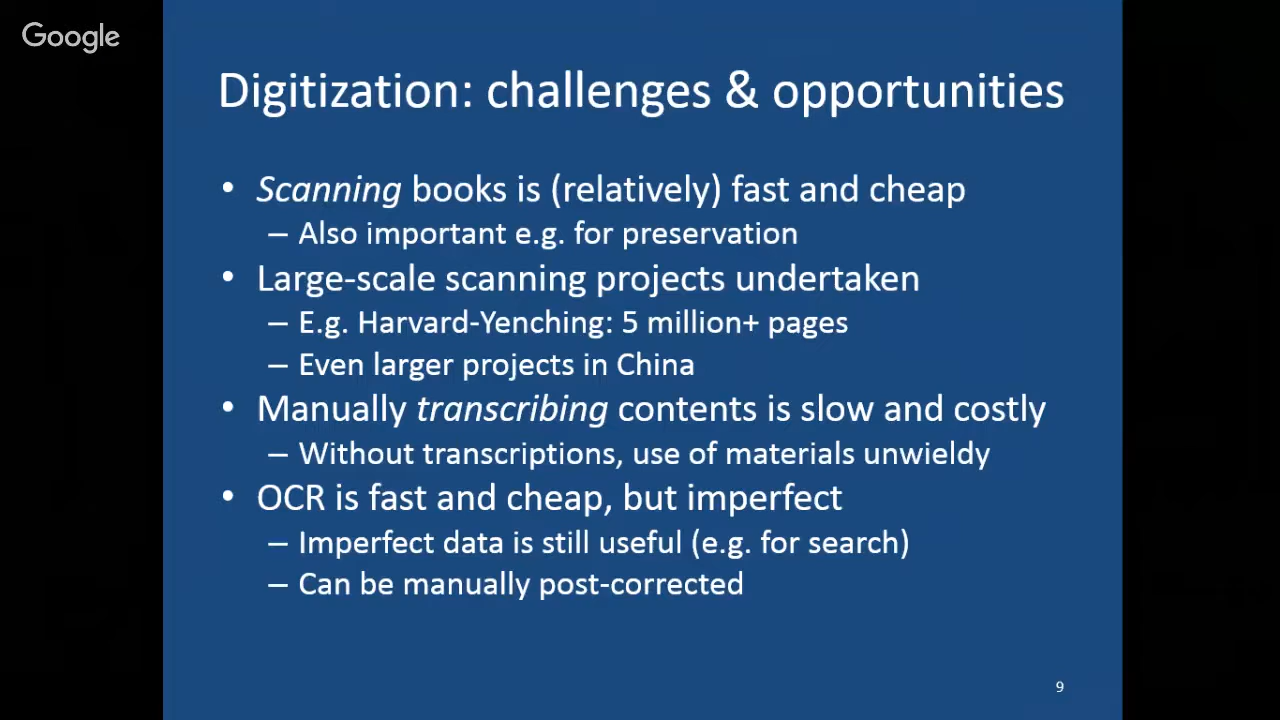 Google
Digitization: challenges & opportunities
• Scanning books is (relatively) fast and cheap
– Also important e.g. for preservation
• Large-scale scanning projects undertaken
– E.g. Harvard-Yenching: 5 million+ pages
– Even larger projects in China
• Manually transcribing contents is slow and costly
– Without transcriptions, use of materials unwieldy
• OCR is fast and cheap, but imperfect
– Imperfect data is still useful (e.g. for search)
– Can be manually post-corrected
9